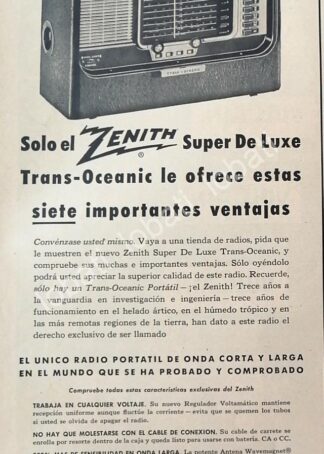 Solo el ZENITH® Super De Luxe
Trans-Oceanic le ofrece estas
siete importantes ventajas
Convénzase usted mismo. Vaya a una tienda de radios, pida que
le muestren el nuevo Zenith Super De Luxe Trans-Oceanic, y
compruebe sus muchas e importantes ventajas. Sólo oyéndolo
podrá usted apreciar la superior calidad de este radio. Recuerde,
sólo hay un Trans-Oceanic Portátil — ¡el Zenith! Trece años a
la vanguardia en investigación e ingeniería — trece años de
funcionamiento en el helado ártico, en el húmedo trópico y en
las más remotas regiones de la tierra, han dato a este radio el
derecho exclusivo de ser llamado
EL UNICO RADIO PORTATIL DE ONDA CORTA Y LARGA
EN EL MUNDO QUE SE HA PROBADO Y COMPROBADO
Compruebe todas estas características exclusivas del Zenith
TRABAJA EN CUALQUIER VOLTAJE. Su nuevo Regulador Voltamático mantiene
recepción uniforme aunque fluctúe la corriente — evita que se quemen los tubos
si usted se olvida de apagar el radio.
NO HAY QUE MOLESTARSE CON EL CABLE DE CONEXION. Su cable de carrete se
enrolla por resorte dentro de la caja y queda listo para usarse con batería. CA o CC.
SENSIBILIDAD EN ONDA LARGA. La potente Antena Wavemagnet®